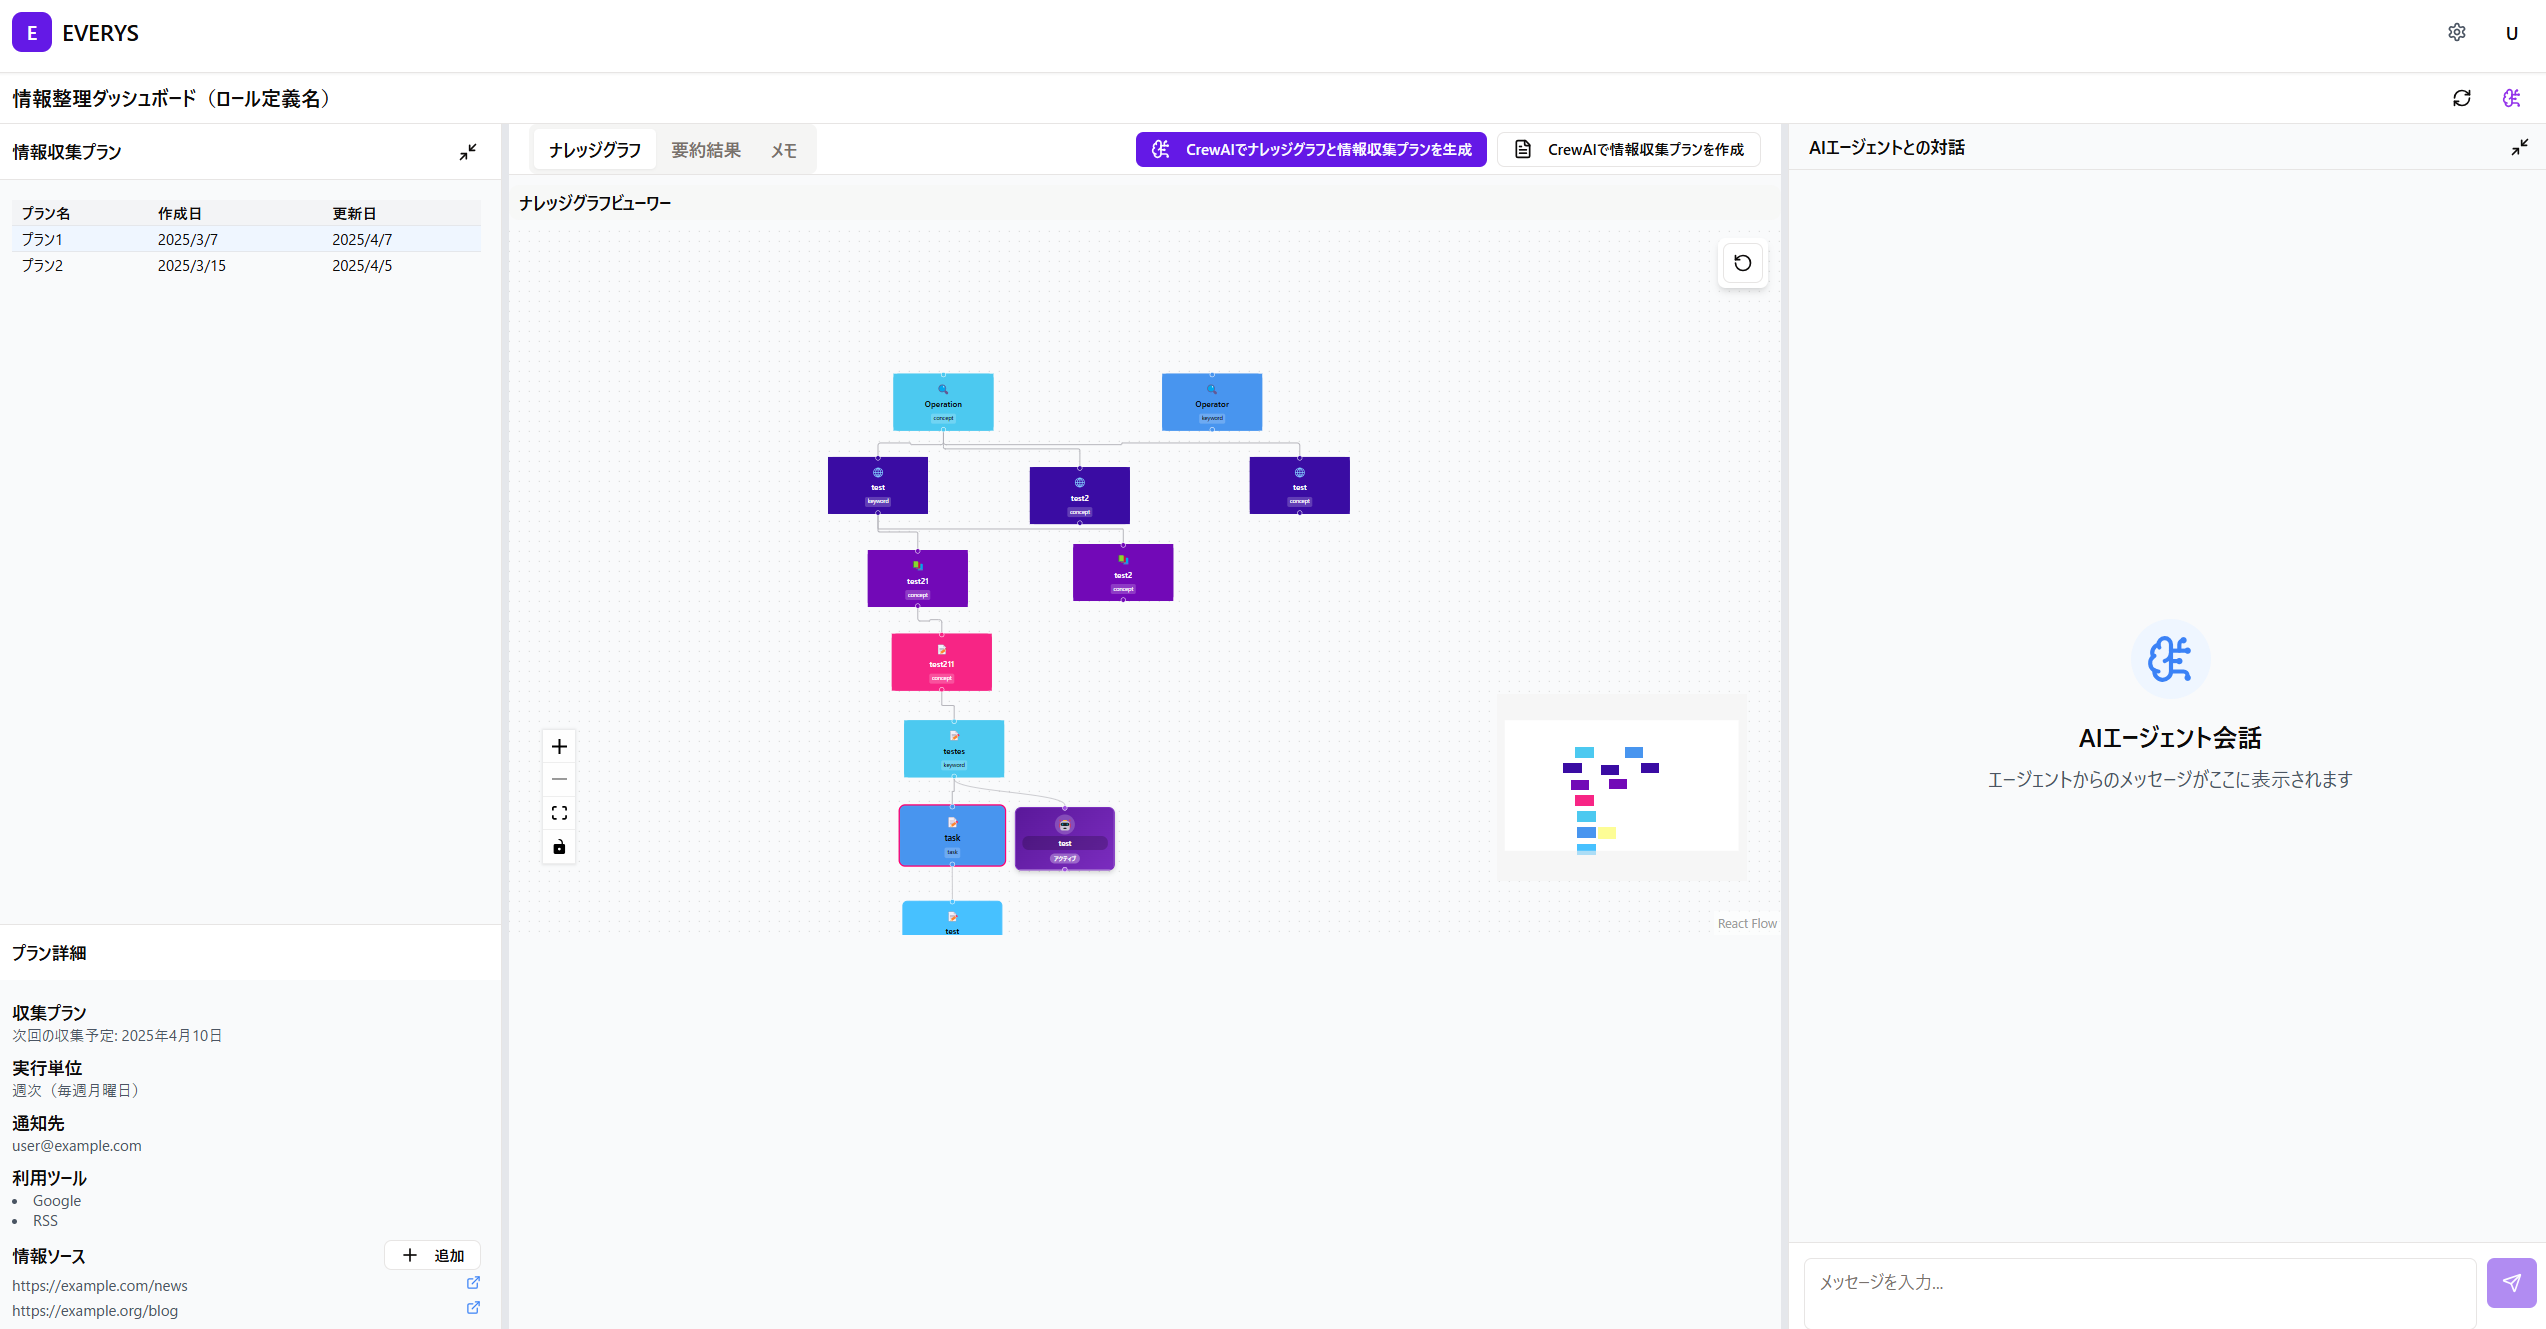 E EVERYS
U
情報整理ダッシュボード（ロール定義名）
情報収集プラン
プラン名 作成日 更新日
プラン1 2025/3/7 2025/4/7
プラン2 2025/3/15 2025/4/5
プラン詳細
収集プラン
次回の収集予定: 2025年4月10日
実行単位
週次（毎週月曜日）
通知先
user@example.com
利用ツール
• Google
• RSS
情報ソース
追加
https://example.com/news
https://example.org/blog
ナレッジグラフ 要約結果 メモ
CrewAIでナレッジグラフと情報収集プランを生成
CrewAIで情報収集プランを作成
ナレッジグラフビューワー
Operation
concept
Operator
keyword
test
keyword
test2
concept
test
concept
test21
concept
test2
concept
test211
concept
testes
keyword
task
task
test
アクティブ
test
React Flow
AIエージェントとの対話
AIエージェント会話
エージェントからのメッセージがここに表示されます
メッセージを入力...